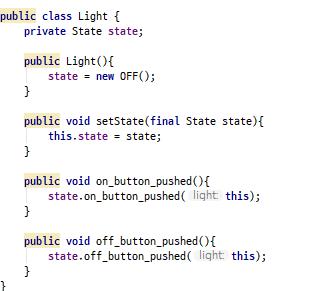 public class Light {
private State state;
public Light(){
state = new OFF();
}
public void setState(final State state){
this.state = state;
}
public void on_button_pushed(){
state.on_button_pushed( light: this);
}
public void off_button_pushed(){
state.off_button_pushed( light: this);
}
}